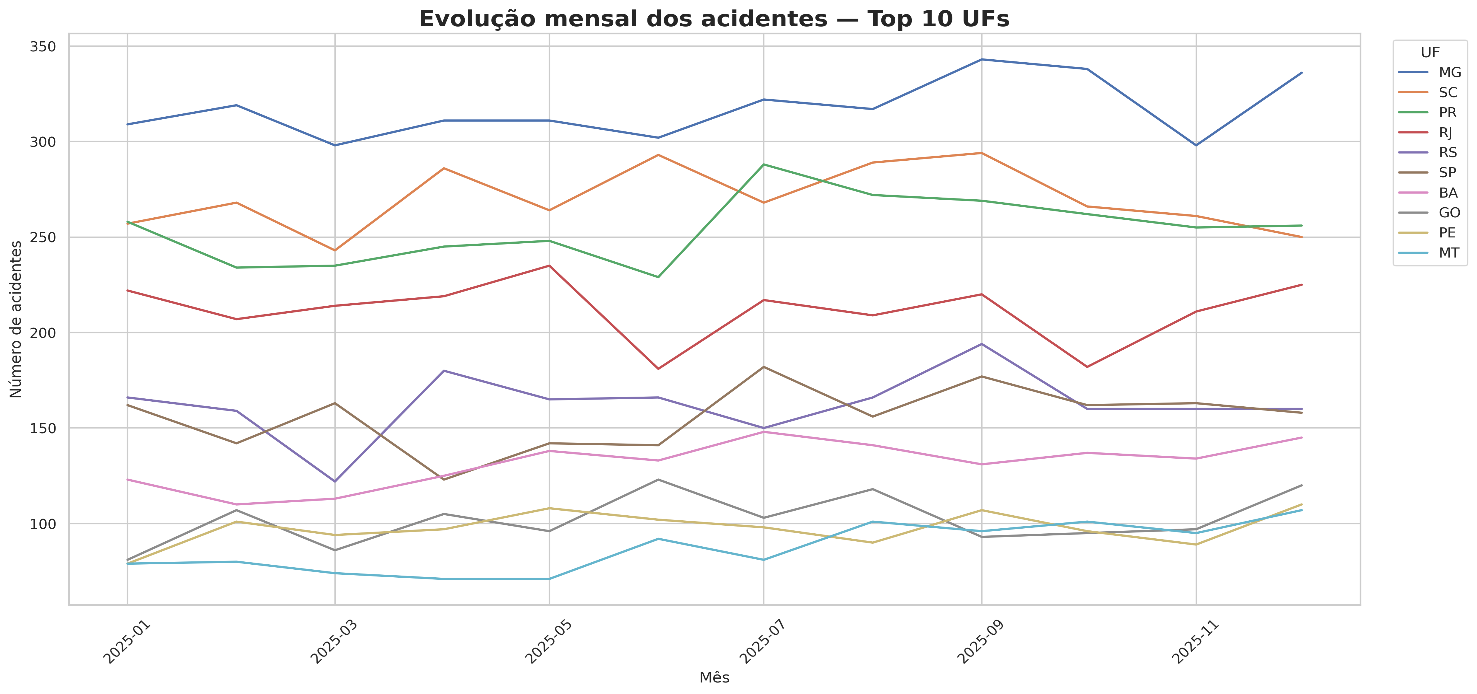 Evolução mensal dos acidentes — Top 10 UFs
Número de acidentes
350
300
250
200
150
100
2025-01
2025-03
2025-05
2025-07
2025-09
2025-11
Mês
UF
MG
SC
PR
RJ
RS
SP
BA
GO
PE
MT